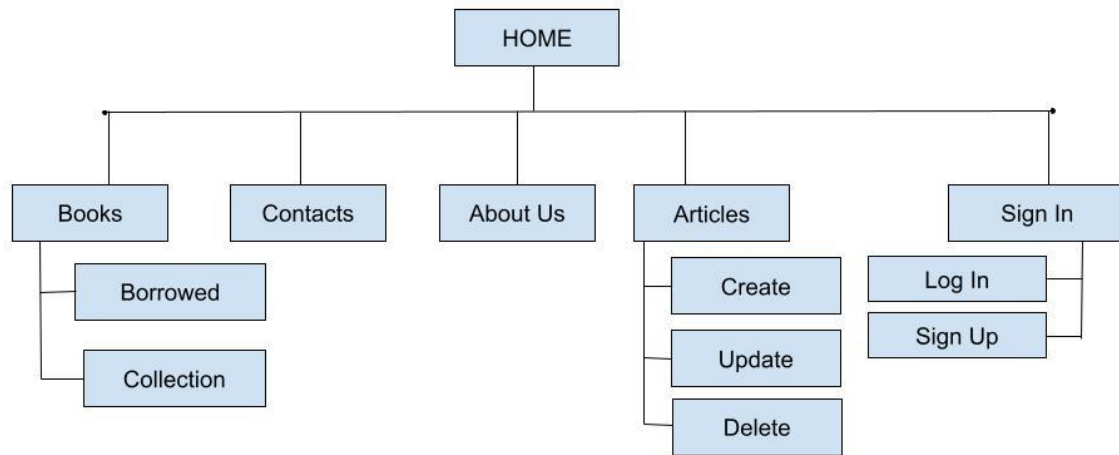 HOME
Books
Contacts
About Us
Articles
Sign In
Borrowed
Collection
Create
Update
Delete
Log In
Sign Up